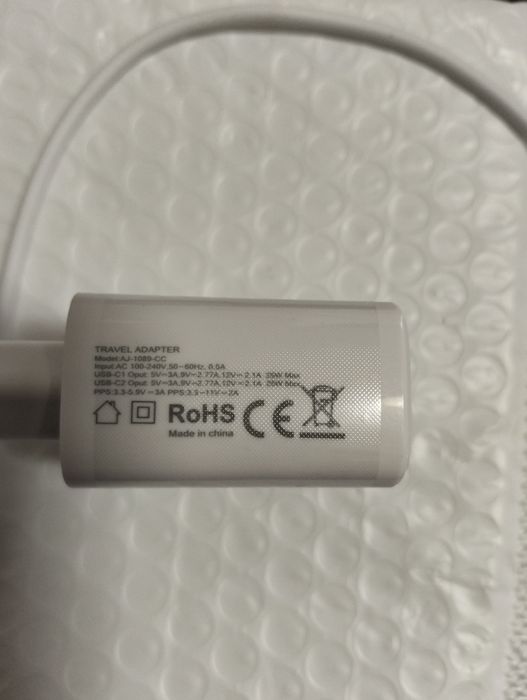 TRAVEL ADAPTER
Model:AJ-1089-CC
Input:AC 100-240V,50~60Hz, 0.5A
USB-C1 Oput: 5V⎓3A,9V⎓2.77A,12V⎓2.1A 25W Max
USB-C2 Oput: 5V⎓3A,9V⎓2.77A,12V⎓2.1A 25W Max
PPS:3.3-5.9V⎓3A PPS:3.3⎓11V⎓2A
RoHS CE
Made in china